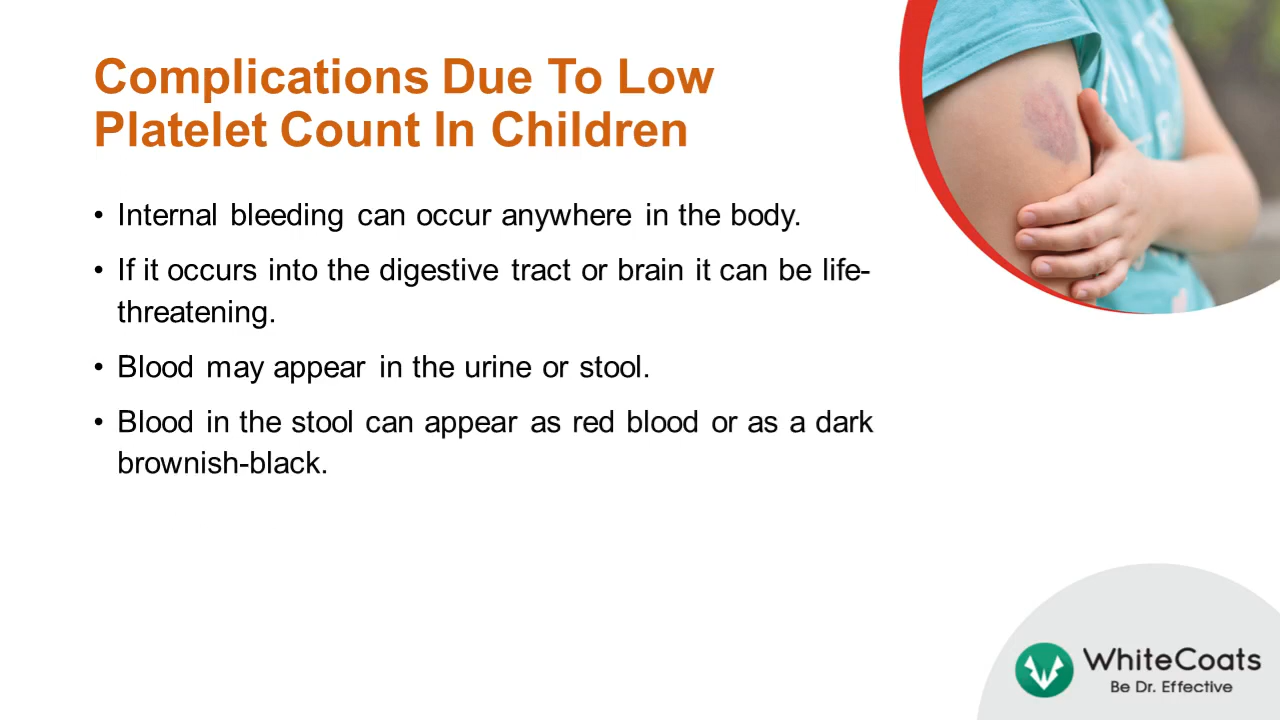 Complications Due To Low
Platelet Count In Children
• Internal bleeding can occur anywhere in the body.
• If it occurs into the digestive tract or brain it can be life-
threatening.
• Blood may appear in the urine or stool.
• Blood in the stool can appear as red blood or as a dark
brownish-black.
WhiteCoats
Be Dr. Effective